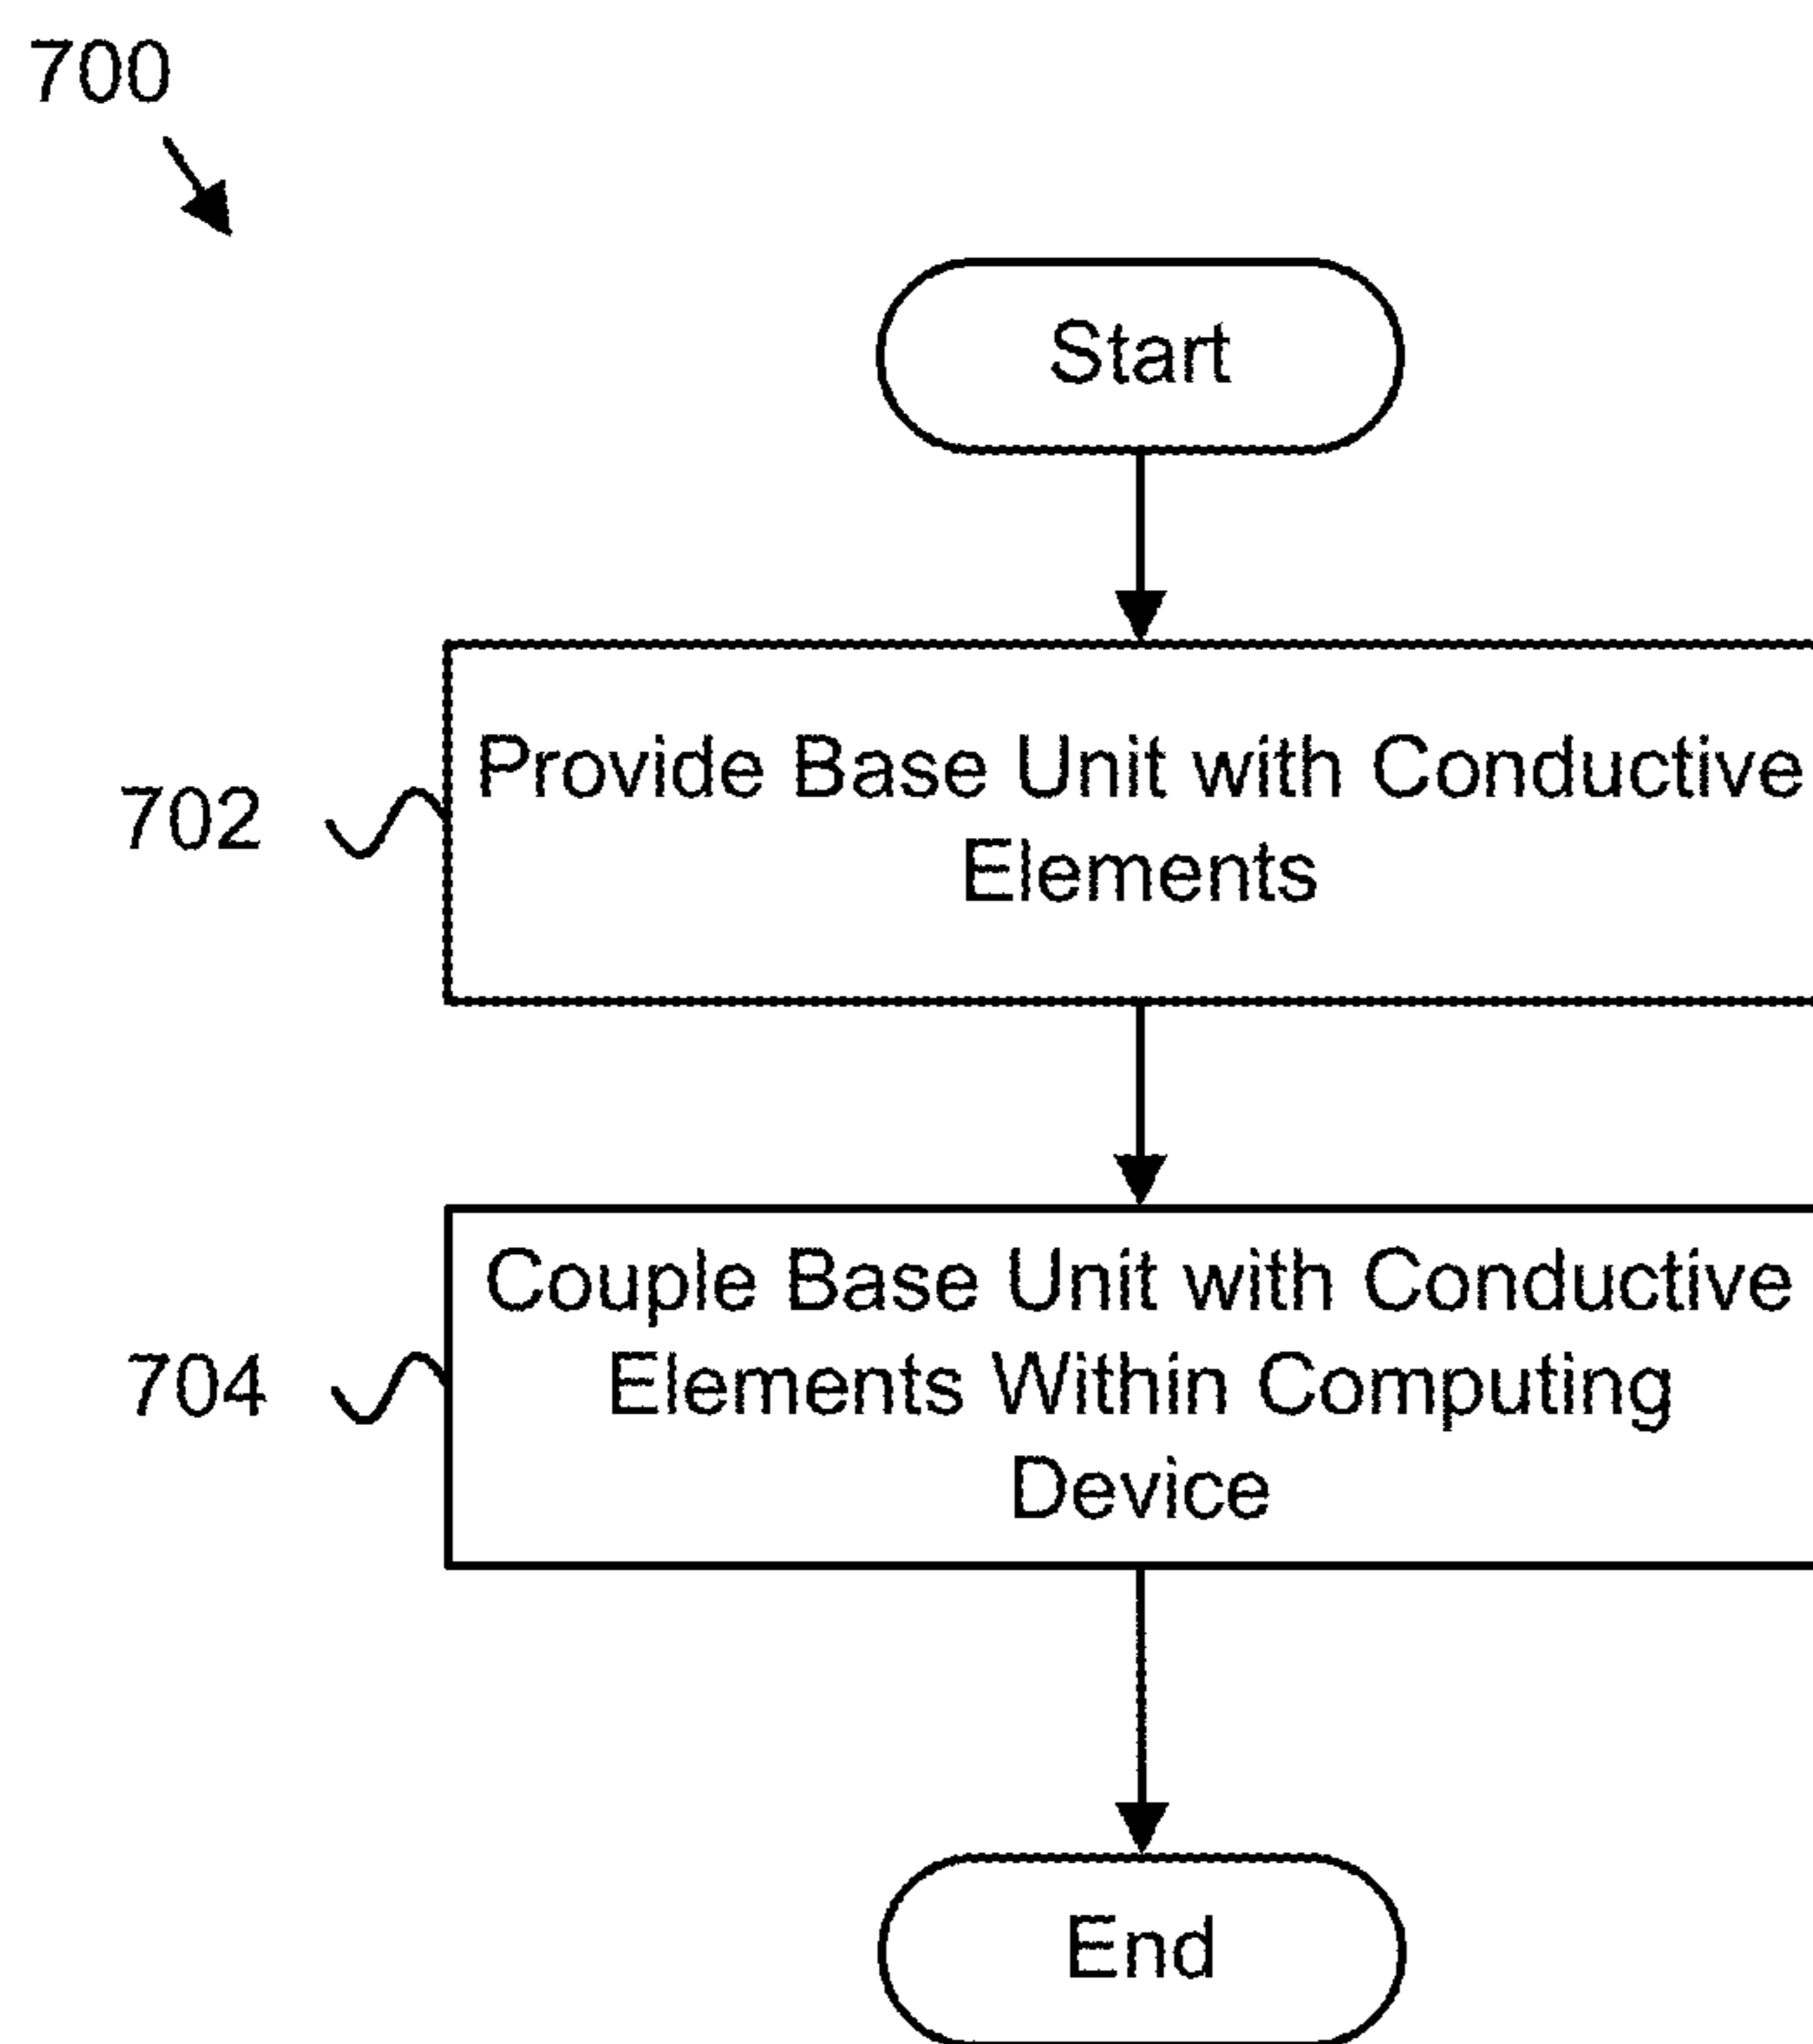 700
Start
702
Provide Base Unit with Conductive
Elements
704
Couple Base Unit with Conductive
Elements Within Computing
Device
End